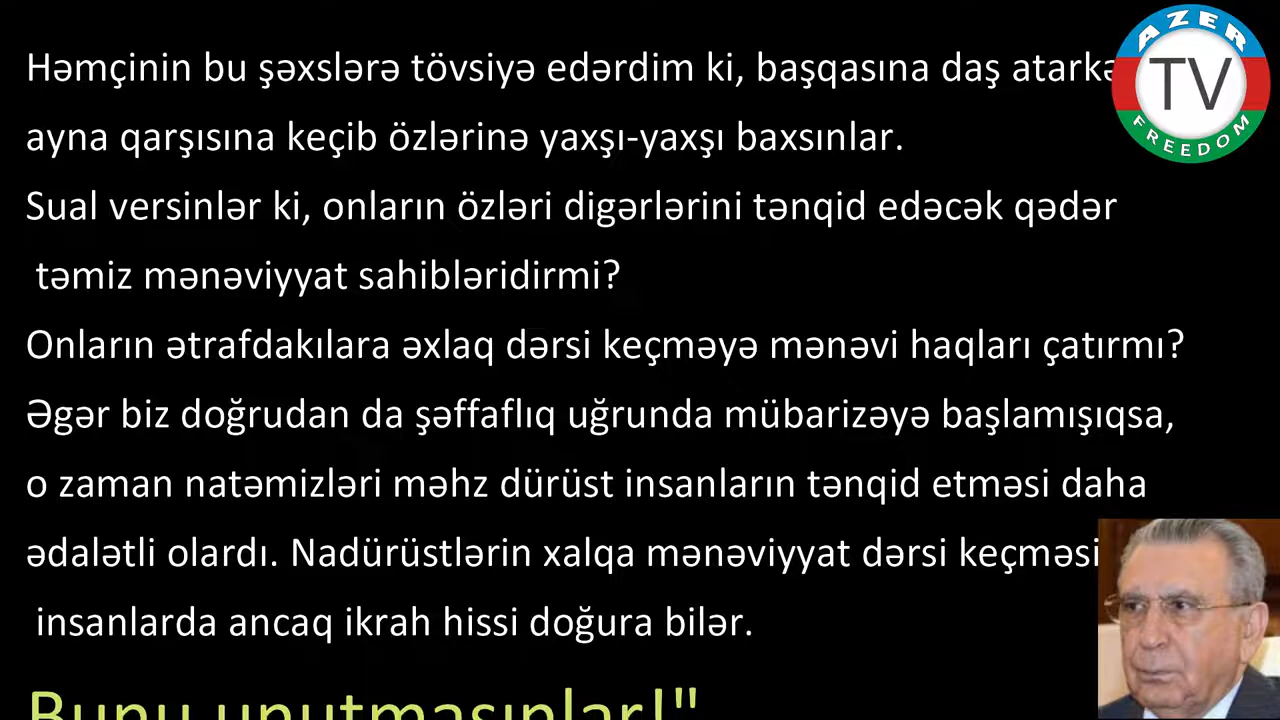 Həmçinin bu şəxslərə tövsiyə edərdim ki, başqasına daş
ayna qarşısına keçib özlərinə yaxşı-yaxşı baxsınlar.
Sual versinlər ki, onların özləri digərlərini tənqid edəcək qədər
təmiz mənəviyyat sahibləridirmi?
Onların ətrafdakılara əxlaq dərsi keçməyə mənəvi haqları çatırmı?
Əgər biz doğrudan da şəffaflıq uğrunda mübarizəyə başlamışıqsa,
o zaman natəmizləri məhz dürüst insanların tənqid etməsi daha
ədalətli olardı. Nadürüstlərin xalqa mənəviyyat dərsi keçməsi
insanlarda ancaq ikrah hissi doğura bilər.
Bunu unutmasınlar!"
AZER
TV
FREEDOM